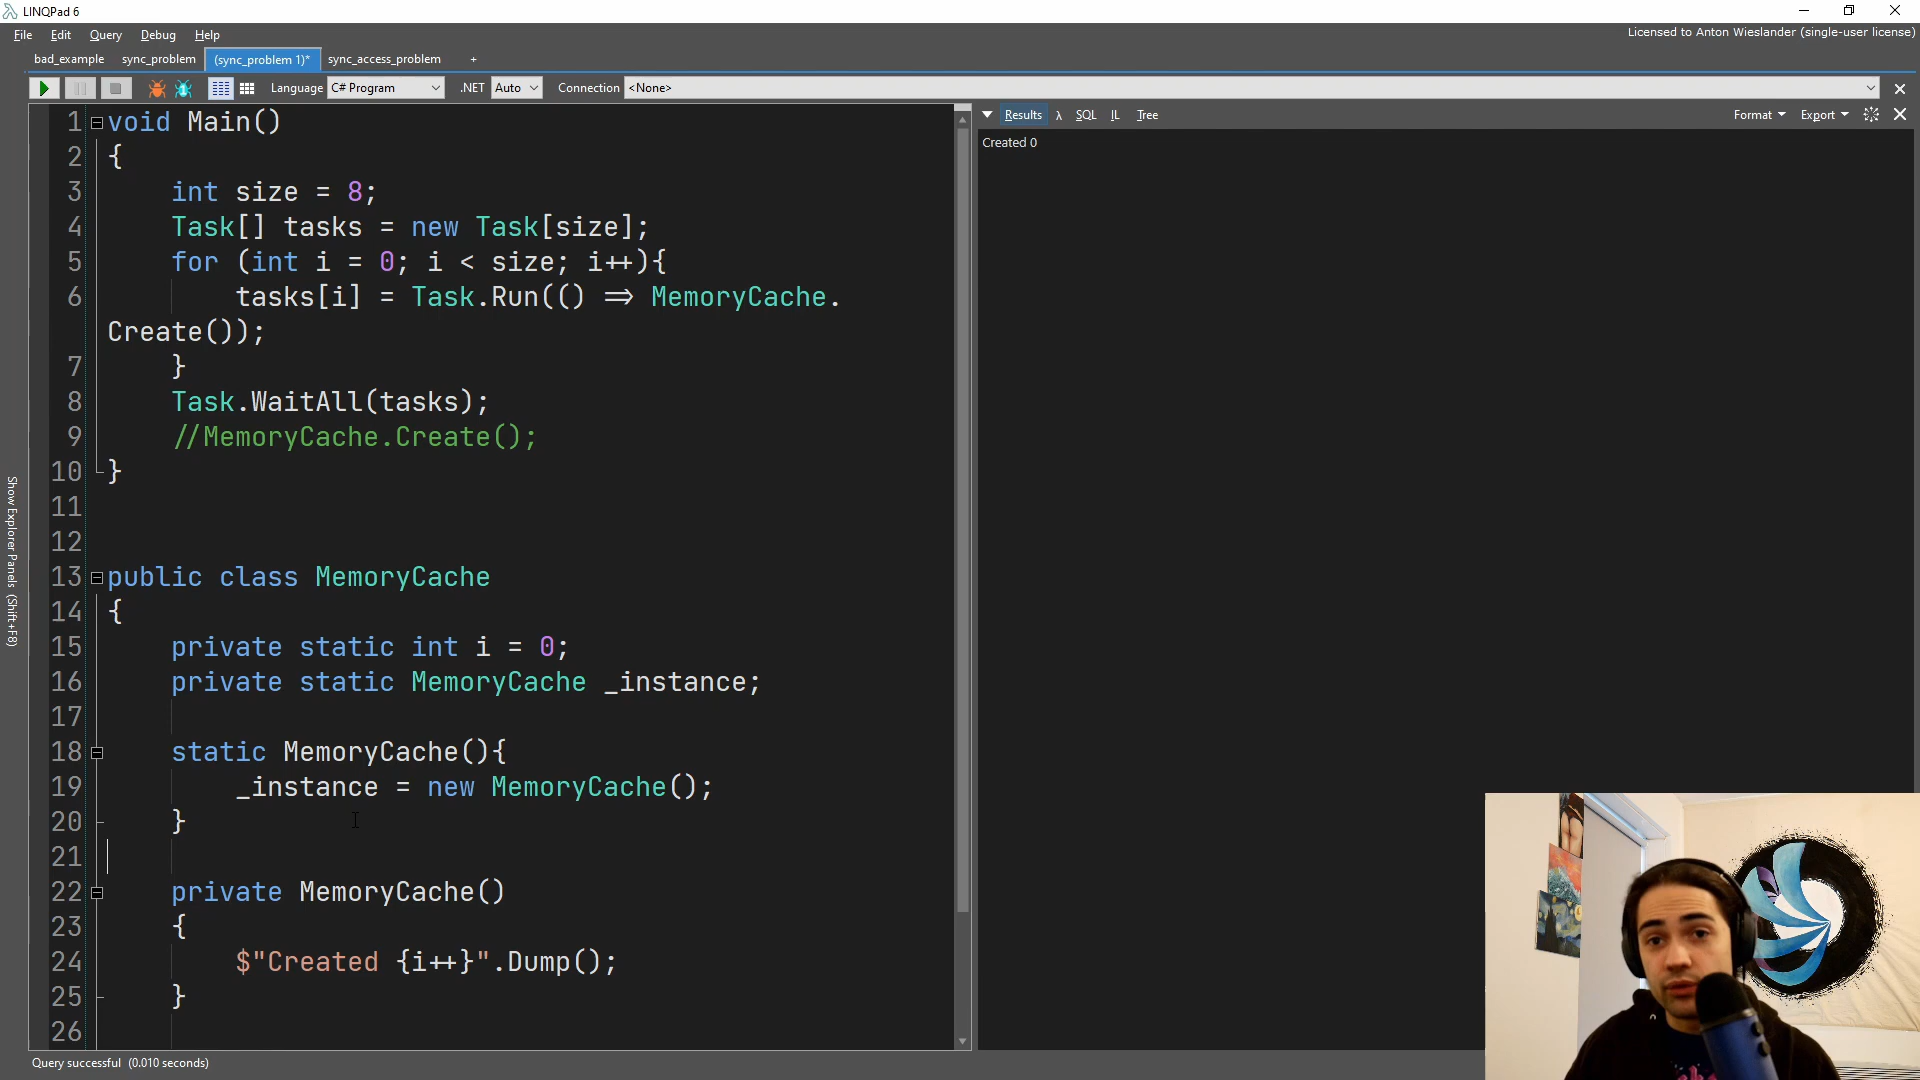 LINQPad 6
File Edit Query Debug Help
Licensed to Anton Wieslander (single-user license)
bad_example sync_problem (sync_problem 1)* sync_access_problem +
Language C# Program .NET Auto Connection <None>
Results λ SQL IL Tree Format Export
Created 0
Show Explorer Panels (Shift+F8)
1 void Main()
2 {
3 int size = 8;
4 Task[] tasks = new Task[size];
5 for (int i = 0; i < size; i++){
6 tasks[i] = Task.Run(() => MemoryCache.
Create());
7 }
8 Task.WaitAll(tasks);
9 //MemoryCache.Create();
10 }
11
12
13 public class MemoryCache
14 {
15 private static int i = 0;
16 private static MemoryCache _instance;
17
18 static MemoryCache(){
19 _instance = new MemoryCache();
20 }
21
22 private MemoryCache()
23 {
24 $"Created {i++}".Dump();
25 }
26
Query successful (0.010 seconds)